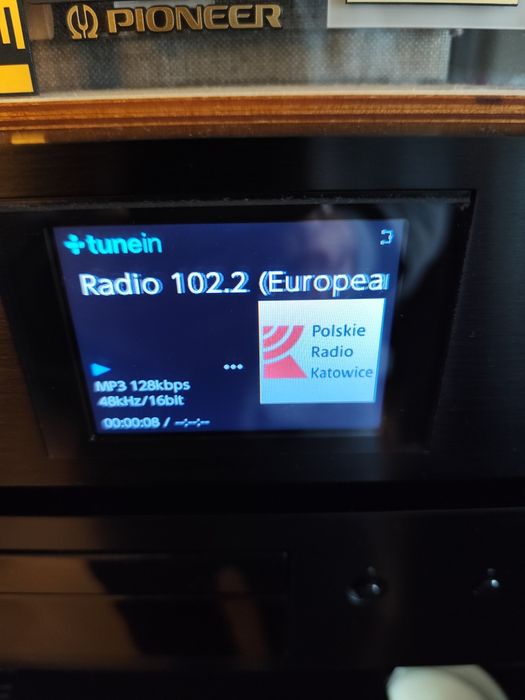 PIONEER
tunein
Radio 102.2 (Europea
Polskie
Radio
Katowice
...
MP3 128kbps
48kHz/16bit
00:00:08 / --:--:--